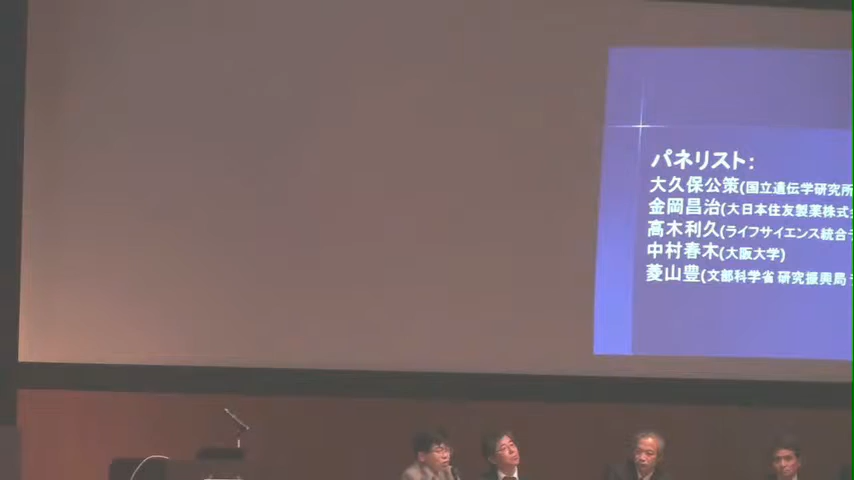 パネリスト:
大久保公策(国立遺伝学研究所
金岡昌治(大日本住友製薬株式会
高木利久(ライフサイエンス統合デ
中村春木(大阪大学)
菱山豊(文部科学省 研究振興局